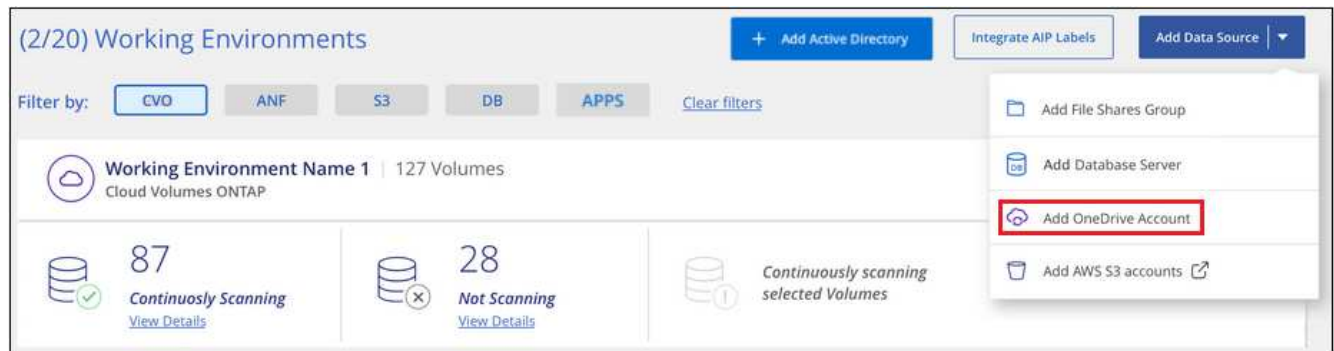 (2/20) Working Environments
+ Add Active Directory
Integrate AIP Labels
Add Data Source
Filter by:
CVO
ANF
S3
DB
APPS
Clear filters
Add File Shares Group
DB
Add Database Server
Add OneDrive Account
Add AWS S3 accounts
Working Environment Name 1 | 127 Volumes
Cloud Volumes ONTAP
87
Continuosly Scanning
View Details
28
Not Scanning
View Details
Continuously scanning
selected Volumes